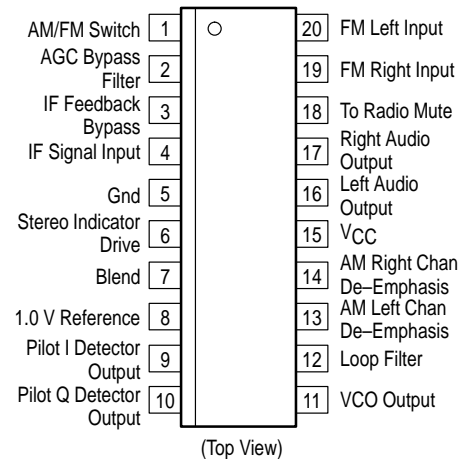 AM/FM Switch 1
AGC Bypass
Filter 2
IF Feedback
Bypass 3
IF Signal Input 4
Gnd 5
Stereo Indicator
Drive 6
Blend 7
1.0 V Reference 8
Pilot I Detector
Output 9
Pilot Q Detector
Output 10
20 FM Left Input
19 FM Right Input
18 To Radio Mute
17 Right Audio
Output
16 Left Audio
Output
15 VCC
14 AM Right Chan
De–Emphasis
13 AM Left Chan
De–Emphasis
12 Loop Filter
11 VCO Output
(Top View)